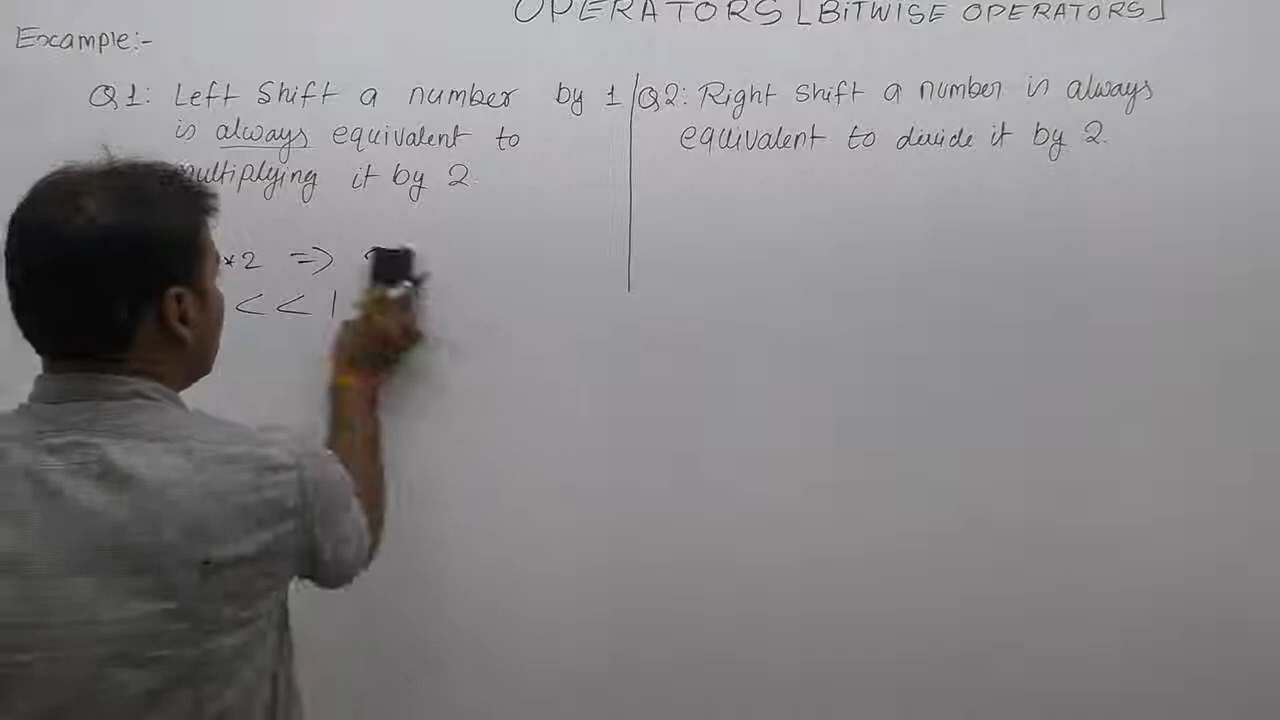 OPERATORS [BITWISE OPERATORS]
Example:-
Q1: Left Shift a number by 1
is always equivalent to
multiplying it by 2.
*2 =>
<< 1
Q2: Right shift a number is always
equivalent to divide it by 2.